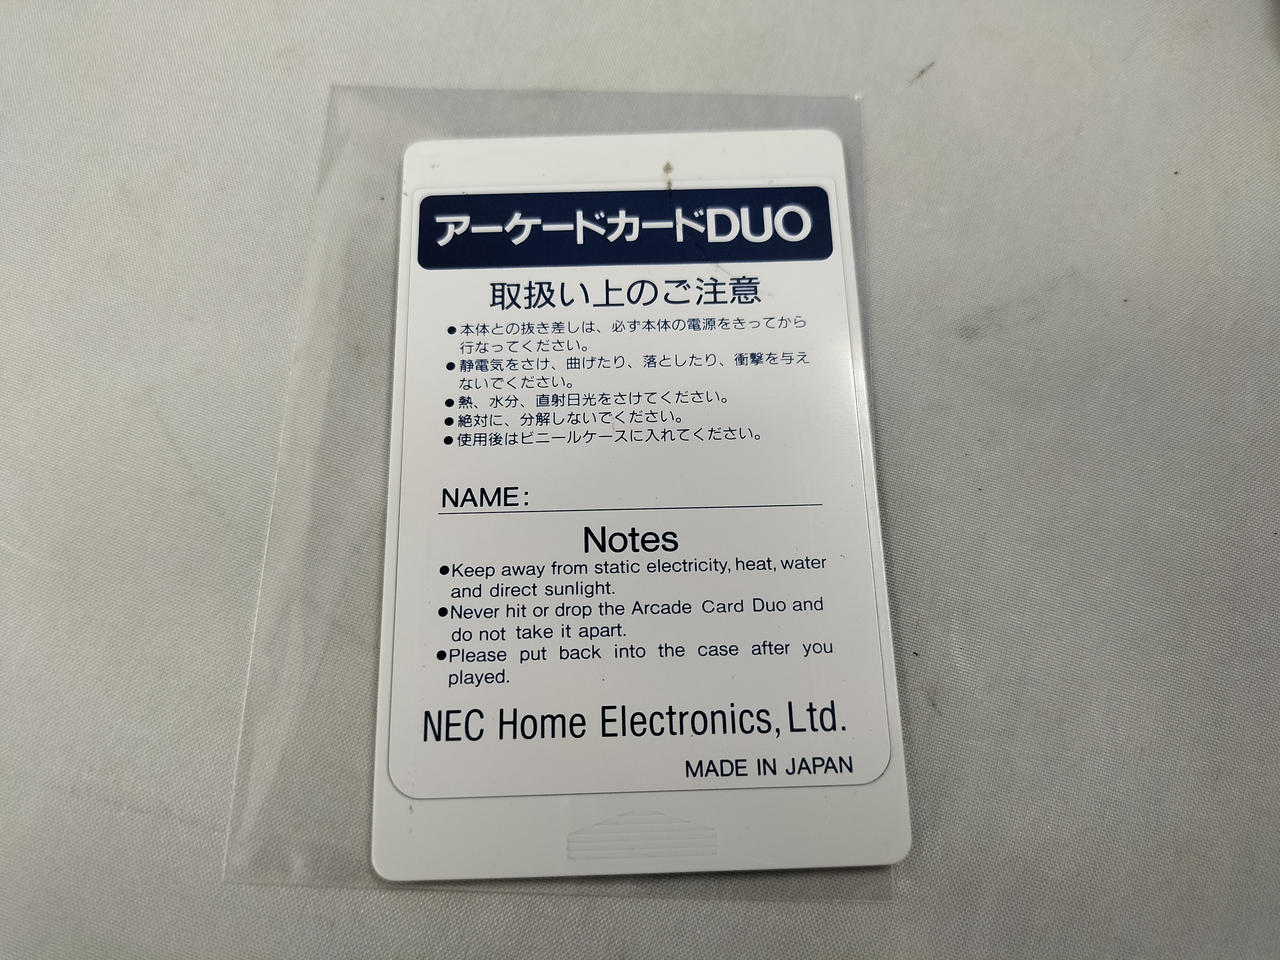 アーケードカードDUO
取扱い上のご注意
●本体との抜き差しは、必ず本体の電源をきってから
行なってください。
●静電気をさけ、曲げたり、落としたり、衝撃を与え
ないでください。
●熱、水分、直射日光をさけてください。
●絶対に、分解しないでください。
●使用後はビニールケースに入れてください。
NAME:
Notes
●Keep away from static electricity, heat, water
and direct sunlight.
●Never hit or drop the Arcade Card Duo and
do not take it apart.
●Please put back into the case after you
played.
NEC Home Electronics, Ltd.
MADE IN JAPAN